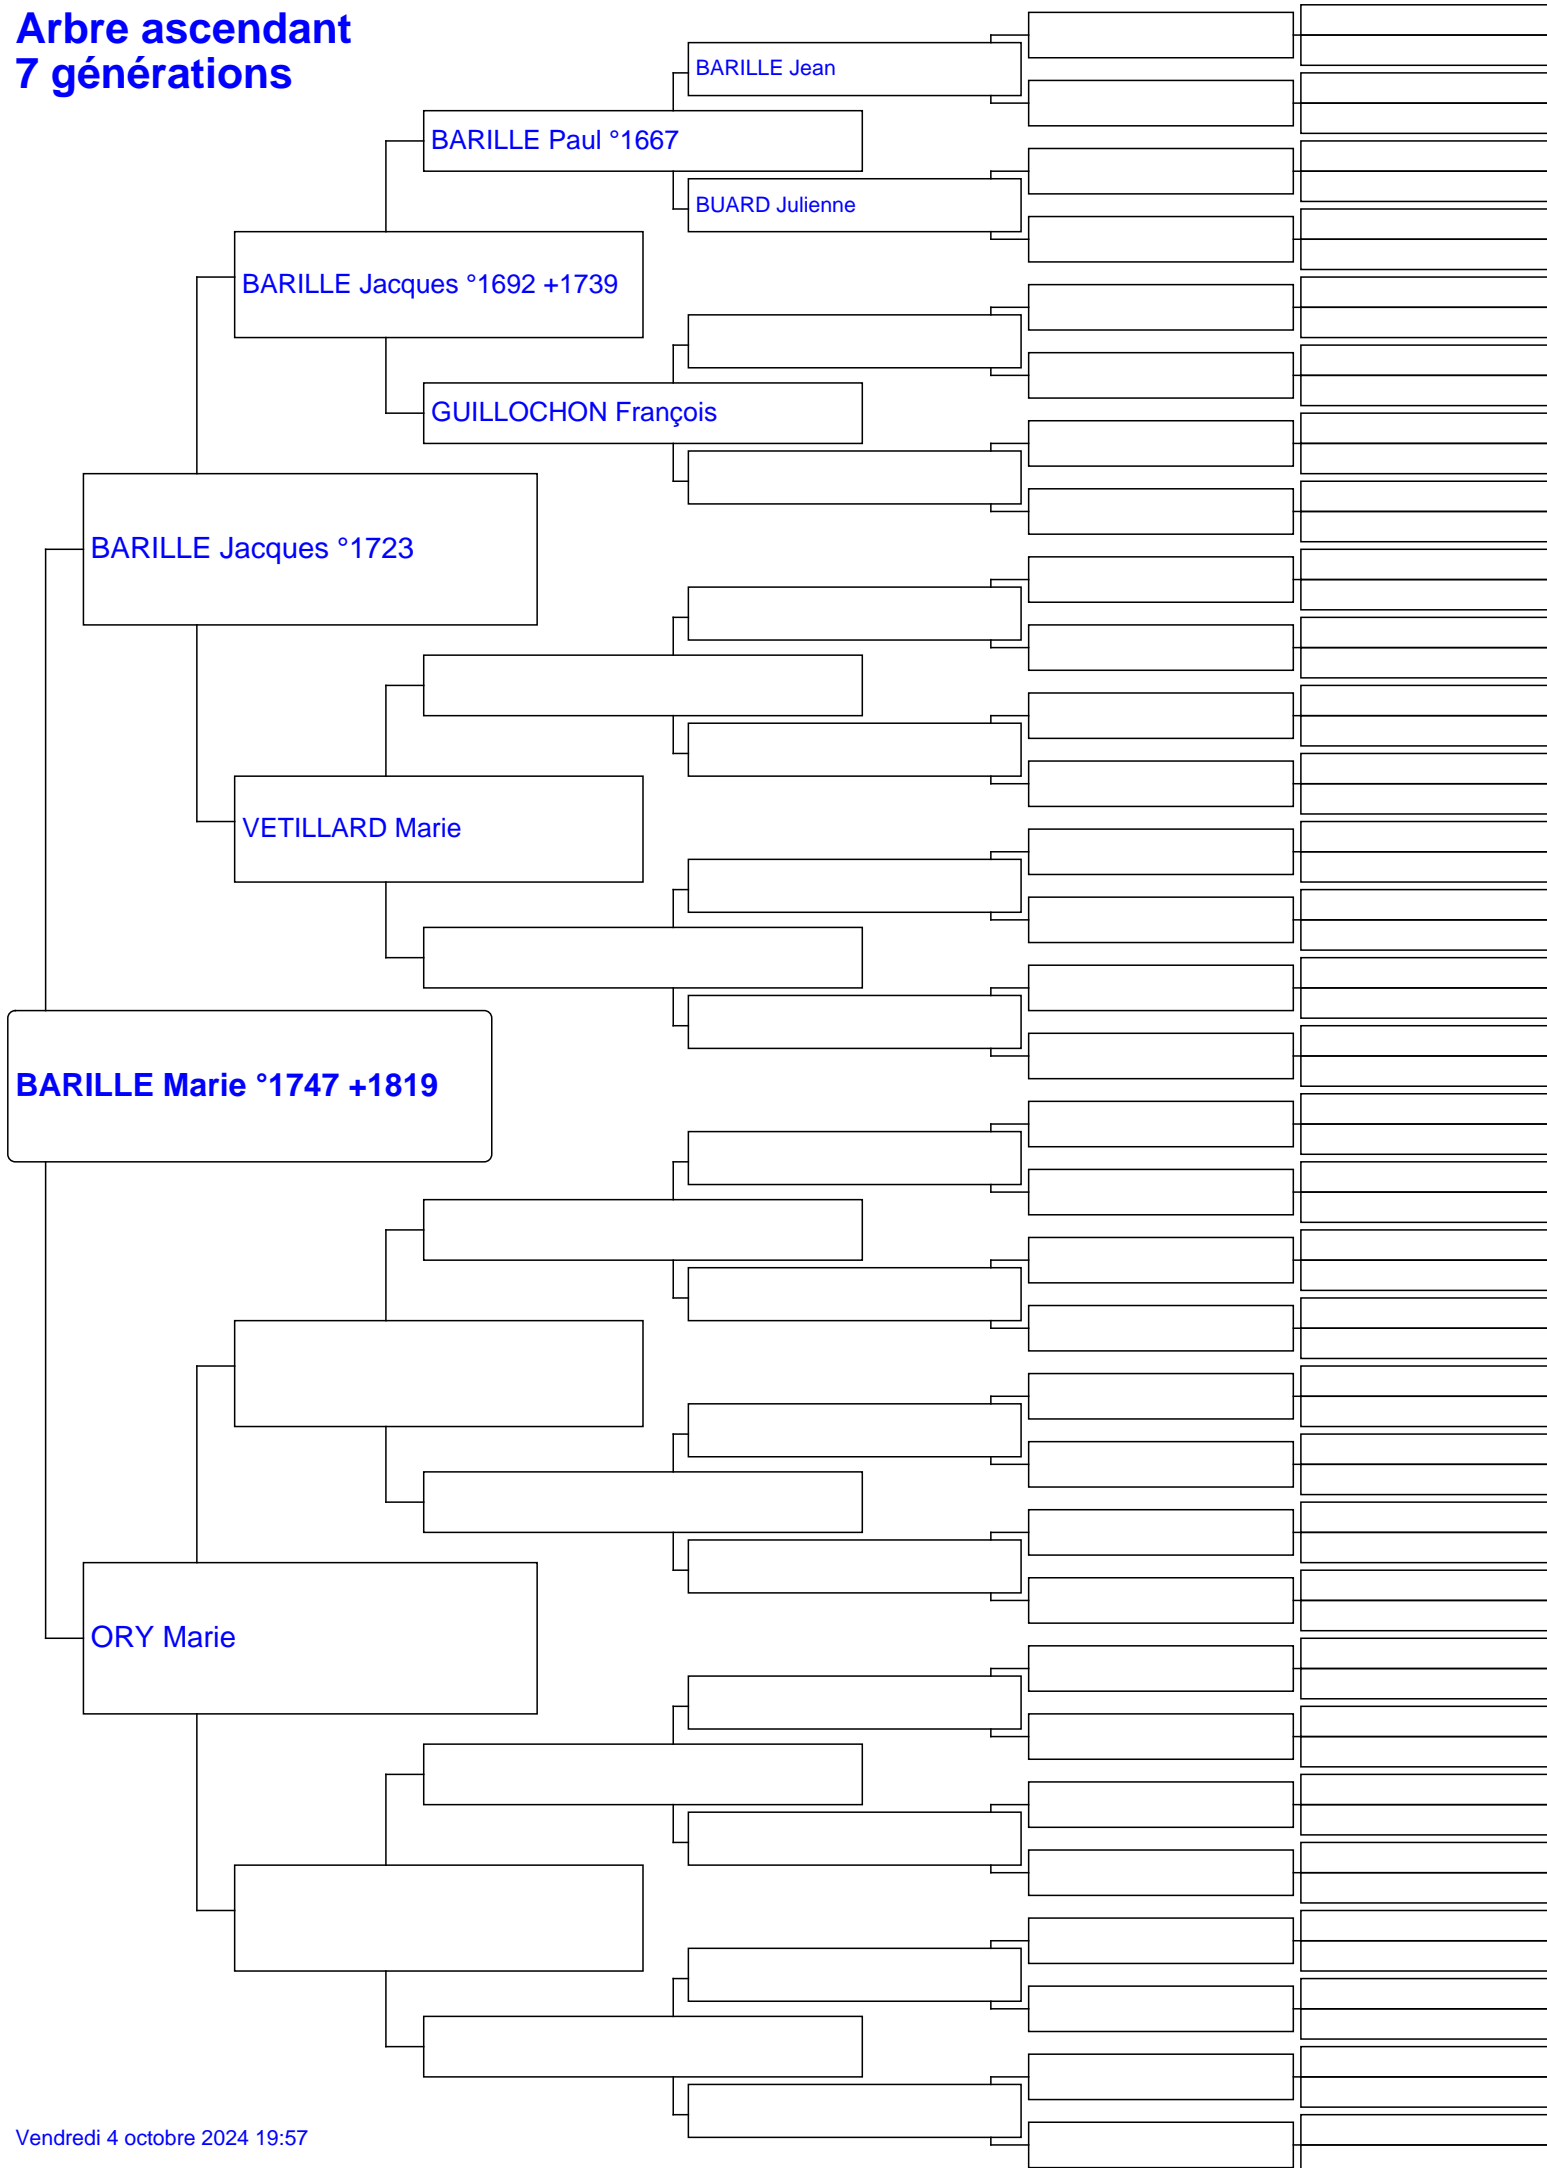 Arbre ascendant
7 générations
BARILLE Jean
BARILLE Paul °1667
BUARD Julienne
BARILLE Jacques °1692 +1739
GUILLOCHON François
BARILLE Jacques °1723
VETILLARD Marie
BARILLE Marie °1747 +1819
ORY Marie
Vendredi 4 octobre 2024 19:57